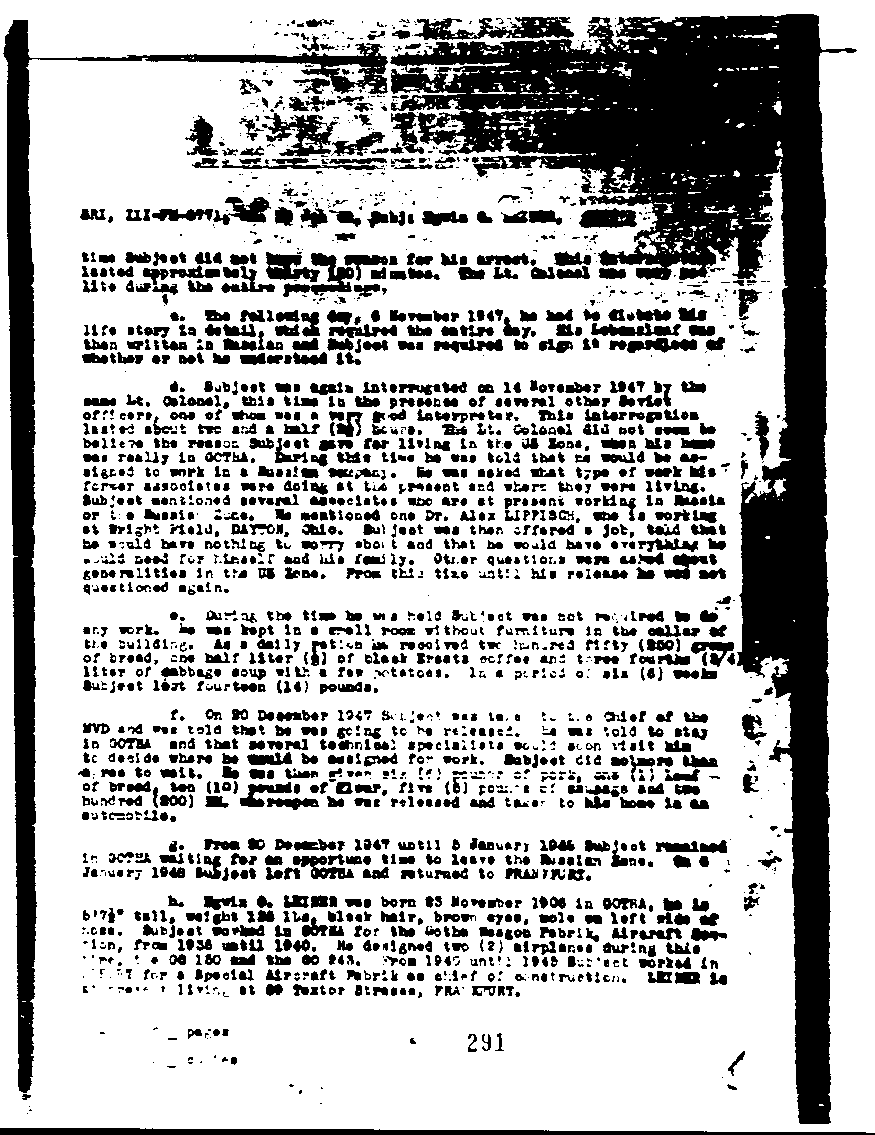 SRI, III-FM-8771, Subj: Egwin G. LEIBER,
time Subject did not have the reason for his arrest. This
lasted approximately thirty (30) minutes. The Lt. Colonel was very po-
lite during the entire proceedings.
c. The following day, 6 November 1947, he had to dictate his
life story in detail, which required the entire day. His Lebenslauf was
then written in Russian and Subject was required to sign it regardless of
whether or not he understood it.
d. Subject was again interrogated on 14 November 1947 by the
same Lt. Colonel, this time in the presence of several other Soviet
officers, one of whom was a very good interpreter. This interrogation
lasted about two and a half (2½) hours. The Lt. Colonel did not seem to
believe the reason Subject gave for living in the US Zone, when his home
was really in GOTHA. During this time he was told that he would be as-
signed to work in a Russian company. He was asked what type of work his
former associates were doing at the present and where they were living.
Subject mentioned several associates who are at present working in Russia
or the Russian Zone. He mentioned one Dr. Alex LIPPISCH, who is working
at Wright Field, DAYTON, Ohio. Subject was then offered a job, told that
he would have nothing to worry about and that he would have everything he
would need for himself and his family. Other questions were asked about
generalities in the US Zone. From this time until his release he was not
questioned again.
e. During the time he was held Subject was not required to do
any work. He was kept in a small room without furniture in the cellar of
the building. As a daily ration he received two hundred fifty (250) grams
of bread, one half liter (½) of black Ersatz coffee and three fourths (3/4)
liter of cabbage soup with a few potatoes. In a period of six (6) weeks
Subject lost fourteen (14) pounds.
f. On 20 December 1947 Subject was taken to the Chief of the
MVD and was told that he was going to be released. He was told to stay
in GOTHA and that several technical specialists would soon visit him
to decide where he would be assigned for work. Subject did notmore than
agree to wait. He was then given six (6) pounds of pork, one (1) loaf
of bread, ten (10) pounds of flour, five (5) pounds of sausage and two
hundred (200) RM, whereupon he was released and taken to his home in an
automobile.
g. From 20 December 1947 until 5 January 1948 Subject remained
in GOTHA waiting for an opportune time to leave the Russian Zone. On 6
January 1948 Subject left GOTHA and returned to FRANKFURT.
h. Egwin G. LEIBER was born 23 November 1906 in GOTHA, he is
5'7½" tall, weight 128 lbs, black hair, brown eyes, mole on left side of
nose. Subject worked in GOTHA for the Gotha Waggon Fabrik, Aircraft Sec-
tion, from 1936 until 1940. He designed two (2) airplanes during this
time, the GO 150 and the GO 243. From 1940 until 1945 Subject worked in
for a Special Aircraft Fabrik as chief of construction. LEIBER is
at present living at 89 Textor Strasse, FRANKFURT.
pages
copies
291